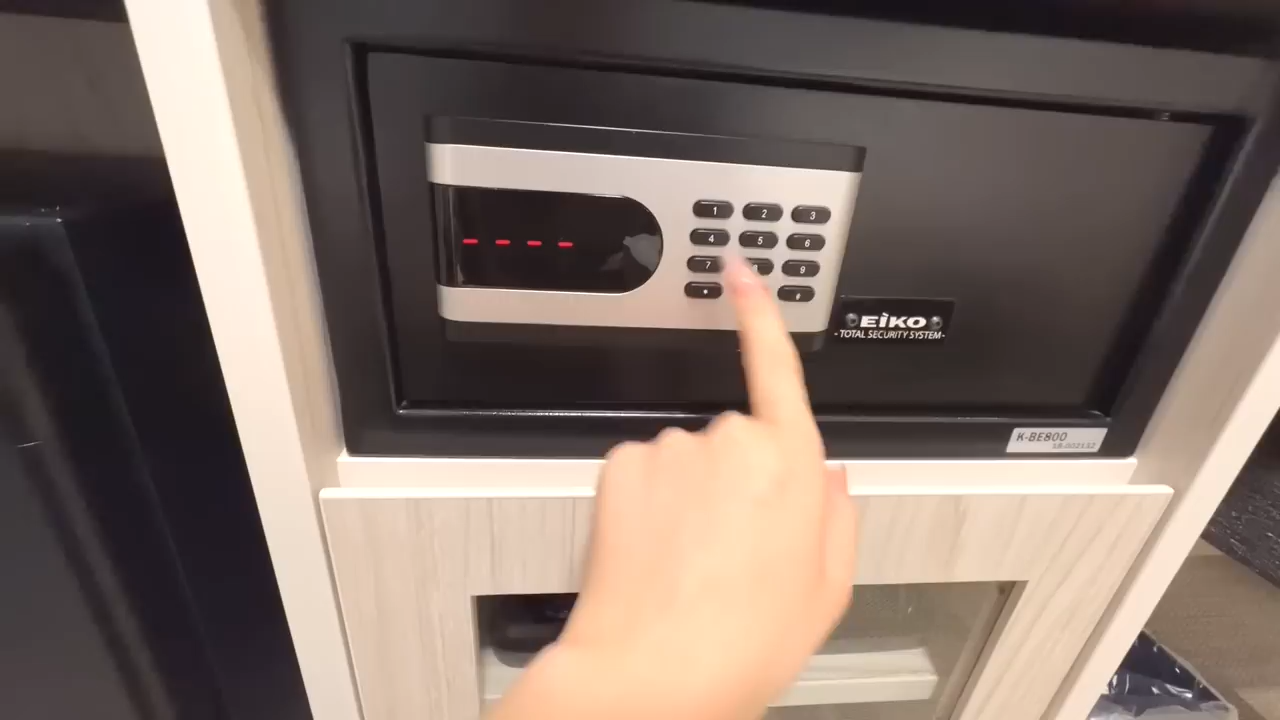 - - - -
1 2 3
4 5 6
7 9
* #
EIKO
- TOTAL SECURITY SYSTEM -
K-BE800